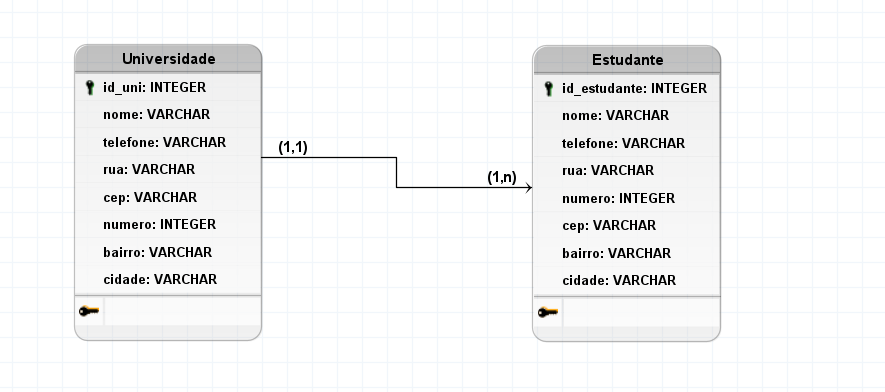 Universidade
id_uni: INTEGER
nome: VARCHAR
telefone: VARCHAR
rua: VARCHAR
cep: VARCHAR
numero: INTEGER
bairro: VARCHAR
cidade: VARCHAR
(1,1)
(1,n)
Estudante
id_estudante: INTEGER
nome: VARCHAR
telefone: VARCHAR
rua: VARCHAR
numero: INTEGER
cep: VARCHAR
bairro: VARCHAR
cidade: VARCHAR